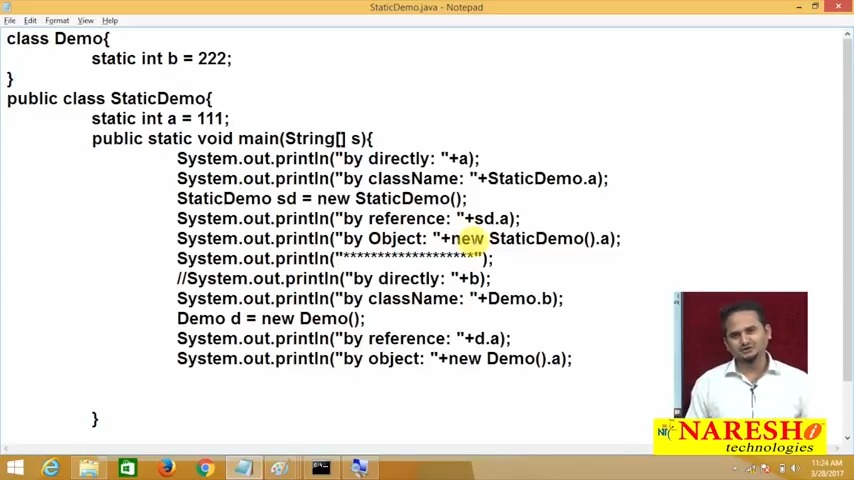 StaticDemo.java - Notepad
File Edit Format View Help
class Demo{
static int b = 222;
}
public class StaticDemo{
static int a = 111;
public static void main(String[] s){
System.out.println("by directly: "+a);
System.out.println("by className: "+StaticDemo.a);
StaticDemo sd = new StaticDemo();
System.out.println("by reference: "+sd.a);
System.out.println("by Object: "+new StaticDemo().a);
System.out.println("*******************");
//System.out.println("by directly: "+b);
System.out.println("by className: "+Demo.b);
Demo d = new Demo();
System.out.println("by reference: "+d.a);
System.out.println("by object: "+new Demo().a);
}
NARESH i
technologies
11:24 AM
3/28/2017